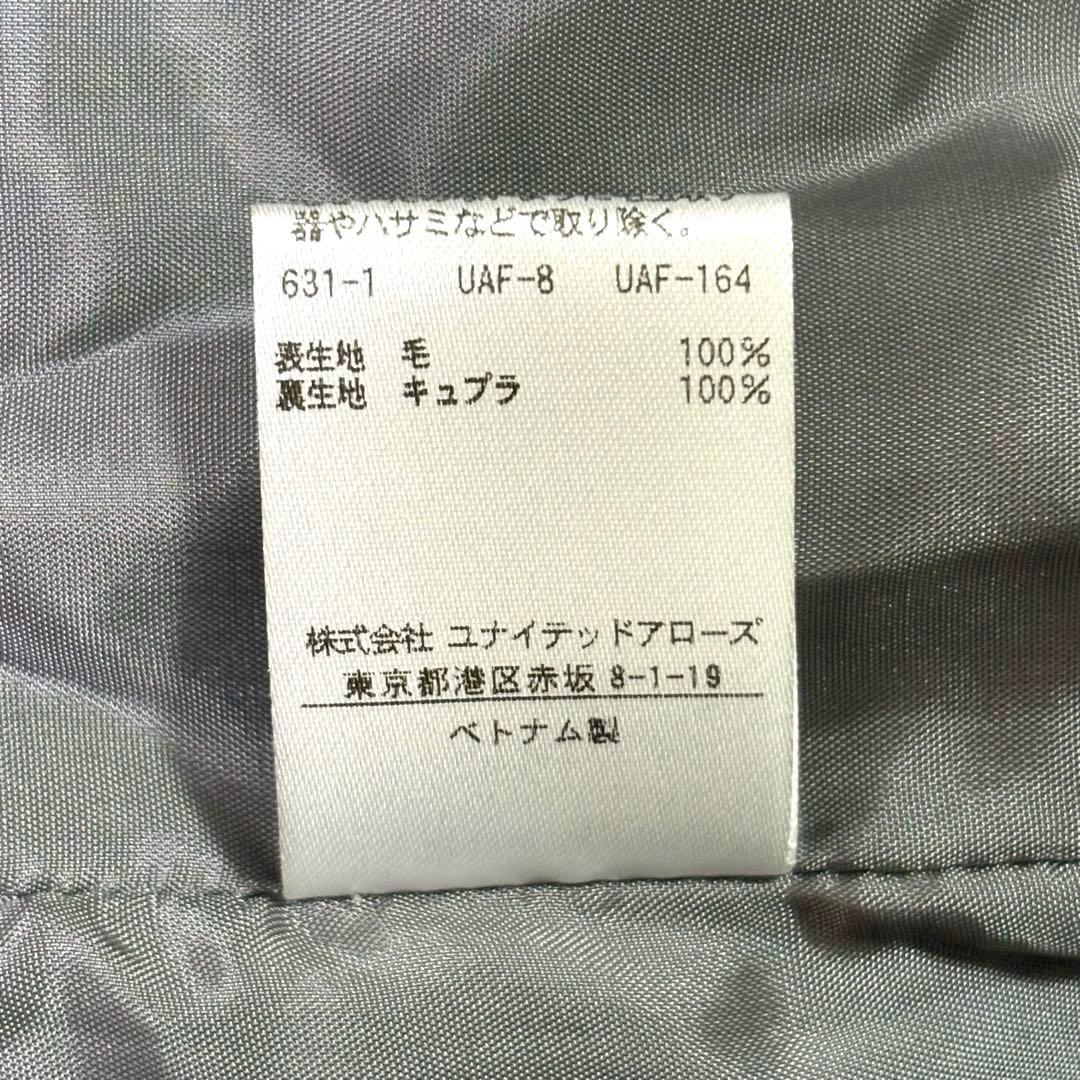 器やハサミなどで取り除く。
631-1 UAF-8 UAF-164
表生地 毛 100%
裏生地 キュプラ 100%
株式会社 ユナイテッドアローズ
東京都港区赤坂 8-1-19
ベトナム製